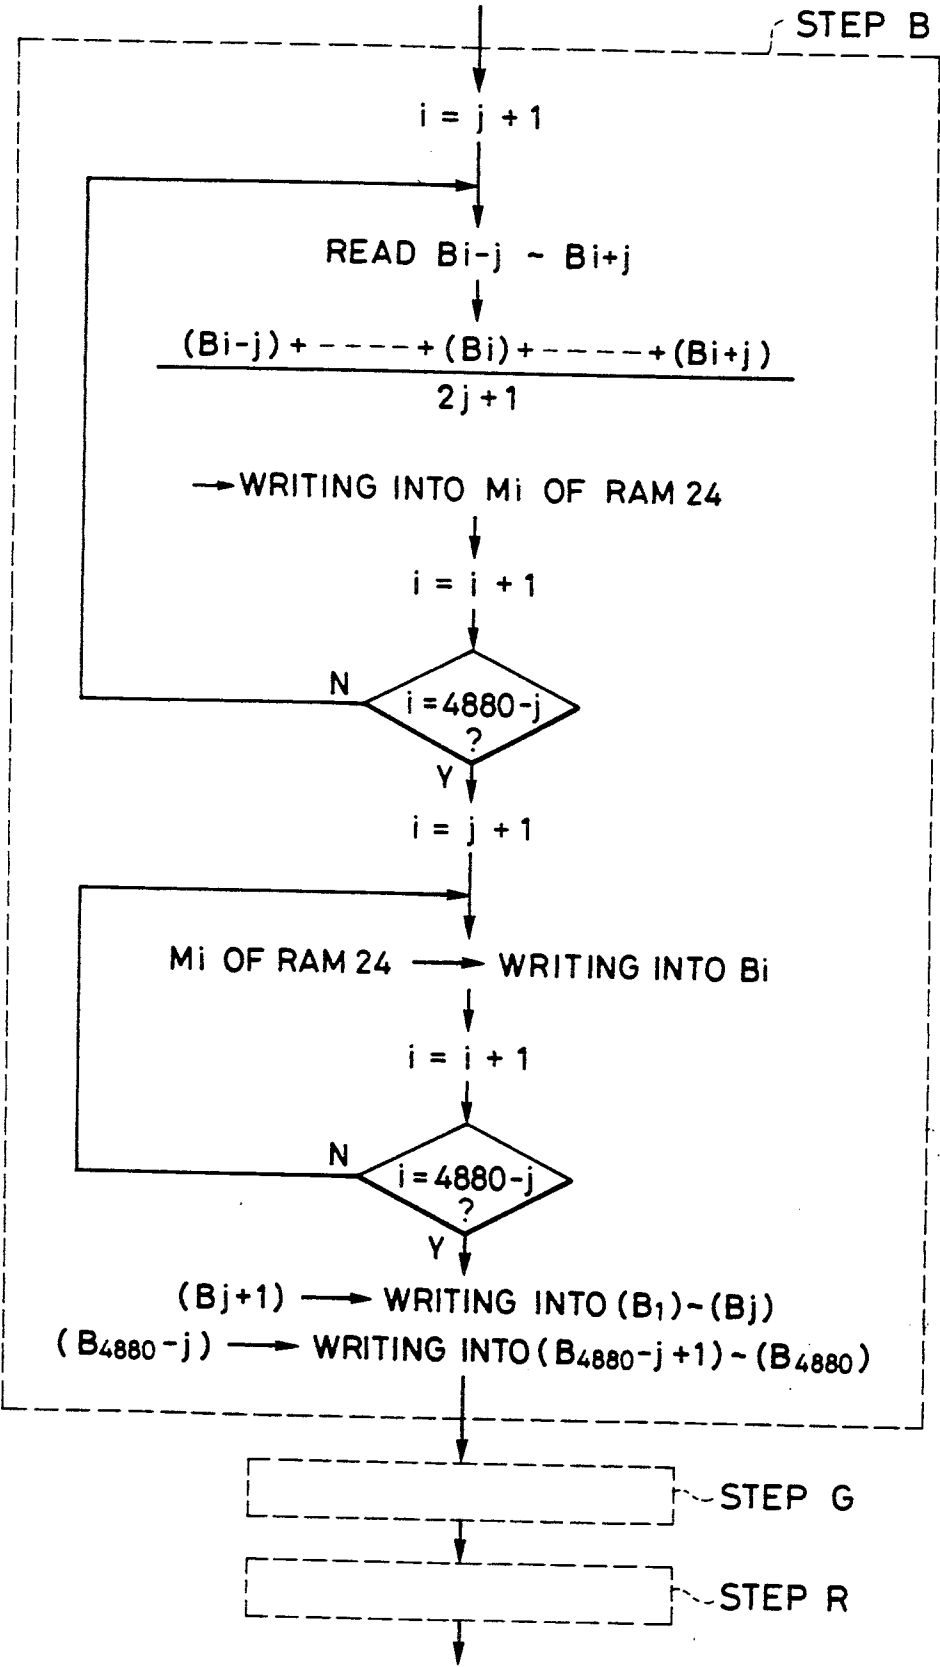 STEP B
i = j + 1
READ Bi-j ~ Bi+j
(Bi-j) + ----- + (Bi) + ----- + (Bi+j)
2j+1
→WRITING INTO Mi OF RAM 24
i = i + 1
N
i = 4880-j
?
Y
i = j + 1
Mi OF RAM 24 → WRITING INTO Bi
i = i + 1
N
i = 4880-j
?
Y
(Bj+1) → WRITING INTO (B1)~(Bj)
(B4880-j) → WRITING INTO (B4880-j+1)~(B4880)
STEP G
STEP R